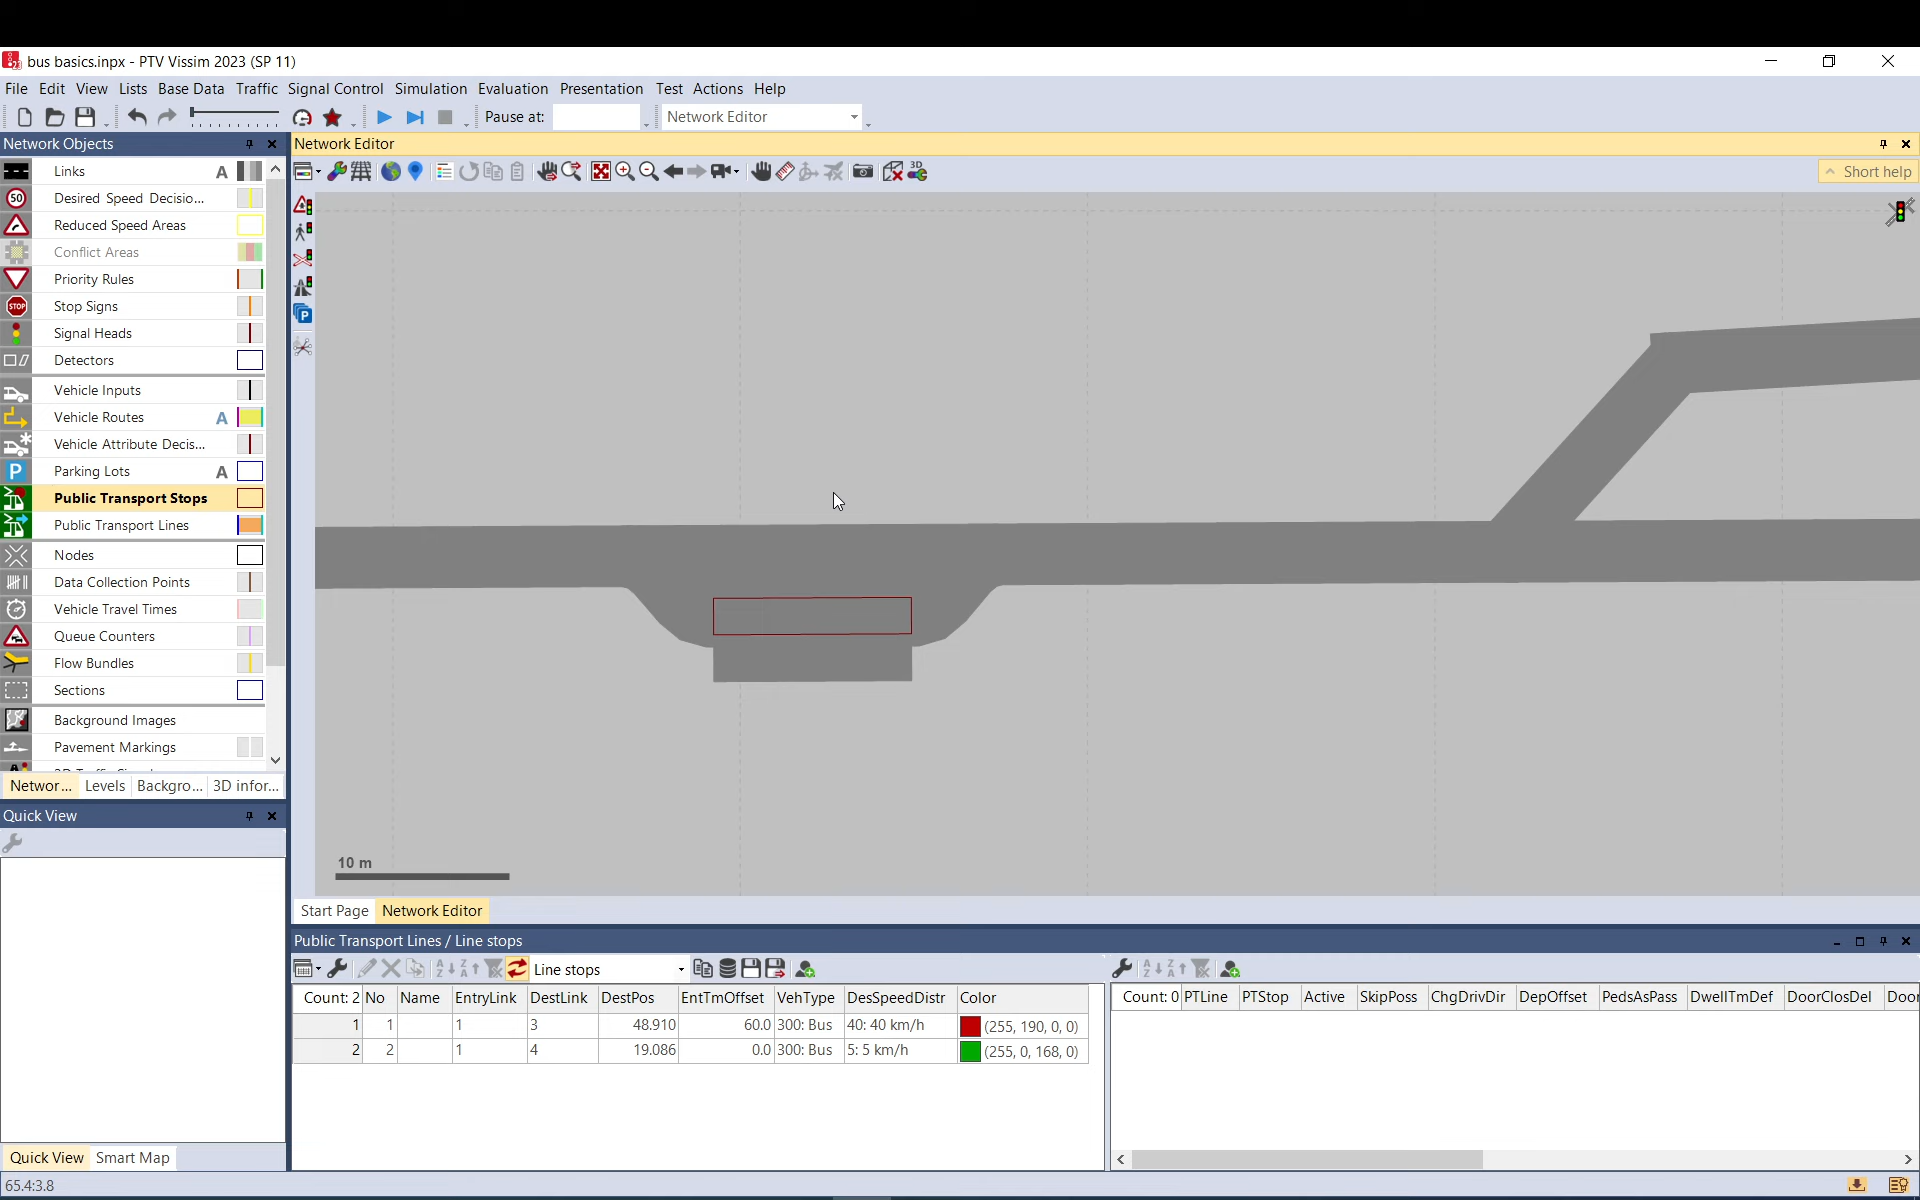 bus basics.inpx - PTV Vissim 2023 (SP 11)
File Edit View Lists Base Data Traffic Signal Control Simulation Evaluation Presentation Test Actions Help
Pause at: Network Editor
Network Objects
Links A
50 Desired Speed Decisio...
Reduced Speed Areas
Conflict Areas
Priority Rules
STOP Stop Signs
Signal Heads
Detectors
Vehicle Inputs
Vehicle Routes A
Vehicle Attribute Decis...
P Parking Lots A
Public Transport Stops
Public Transport Lines
Nodes
Data Collection Points
Vehicle Travel Times
Queue Counters
Flow Bundles
Sections
Background Images
Pavement Markings
Networ... Levels Backgro... 3D infor...
Quick View
Quick View Smart Map
65.4:3.8
Network Editor
3D
Short help
P
10 m
Start Page Network Editor
Public Transport Lines / Line stops
Line stops
Count: 2 No Name EntryLink DestLink DestPos EntTmOffset VehType DesSpeedDistr Color
1 1 1 3 48.910 60.0 300: Bus 40: 40 km/h (255, 190, 0, 0)
2 2 1 4 19.086 0.0 300: Bus 5: 5 km/h (255, 0, 168, 0)
Count: 0 PTLine PTStop Active SkipPoss ChgDrivDir DepOffset PedsAsPass DwellTmDef DoorClosDel Door